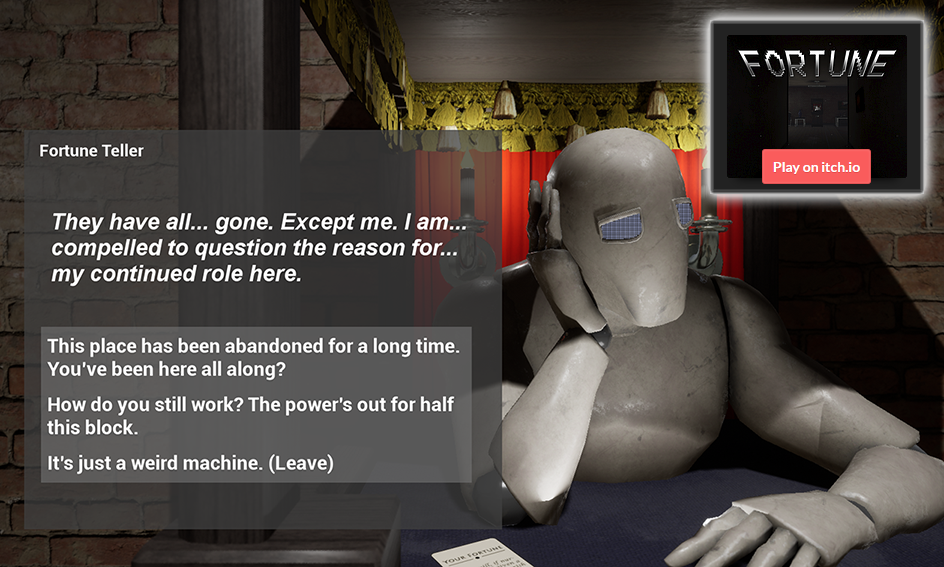 FORTUNE
Play on itch.io
Fortune Teller
They have all... gone. Except me. I am...
compelled to question the reason for...
my continued role here.
This place has been abandoned for a long time.
You've been here all along?
How do you still work? The power's out for half
this block.
It's just a weird machine. (Leave)
YOUR FORTUNE